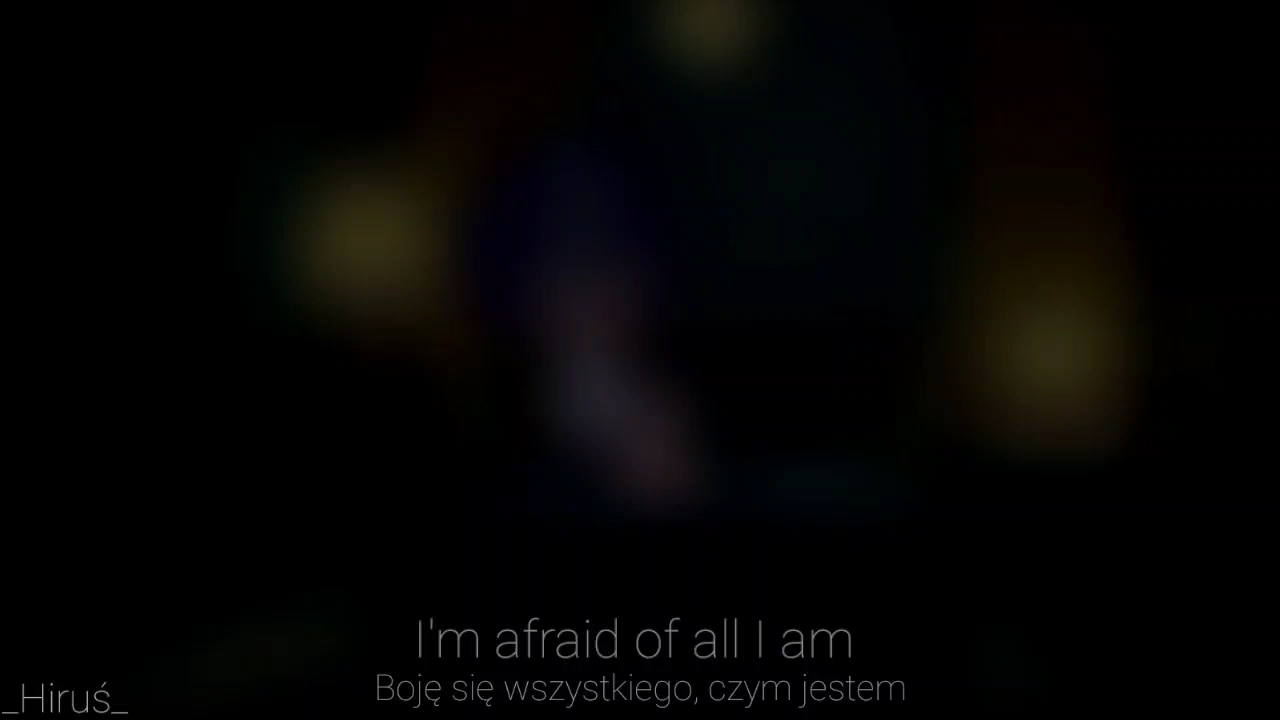 I'm afraid of all I am
Boję się wszystkiego, czym jestem
_Hiruś_